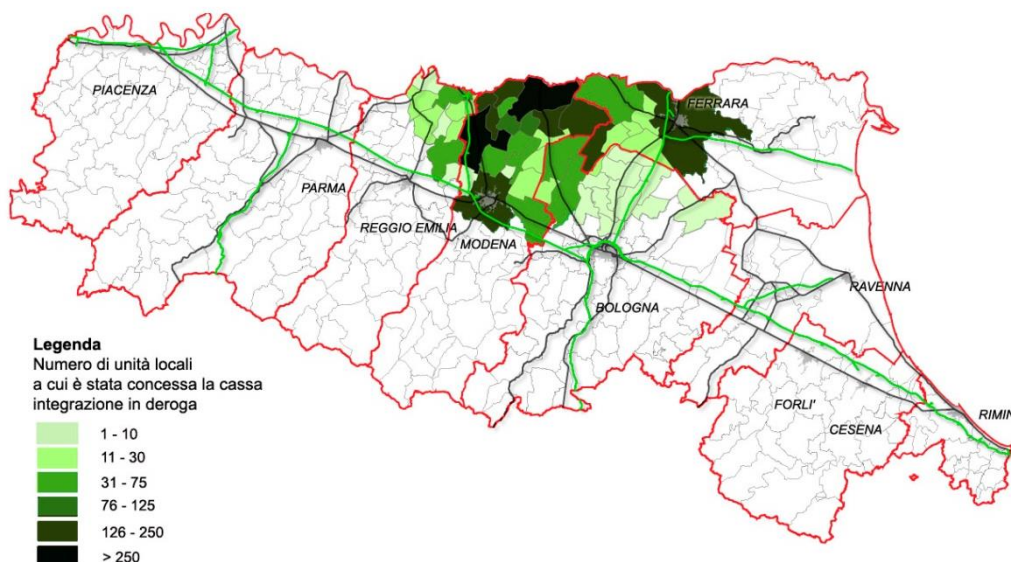 PIACENZA
PARMA
REGGIO EMILIA
MODENA
FERRARA
BOLOGNA
RAVENNA
FORLI'
CESENA
RIMIN
Legenda
Numero di unità locali
a cui è stata concessa la cassa
integrazione in deroga
1 - 10
11 - 30
31 - 75
76 - 125
126 - 250
> 250